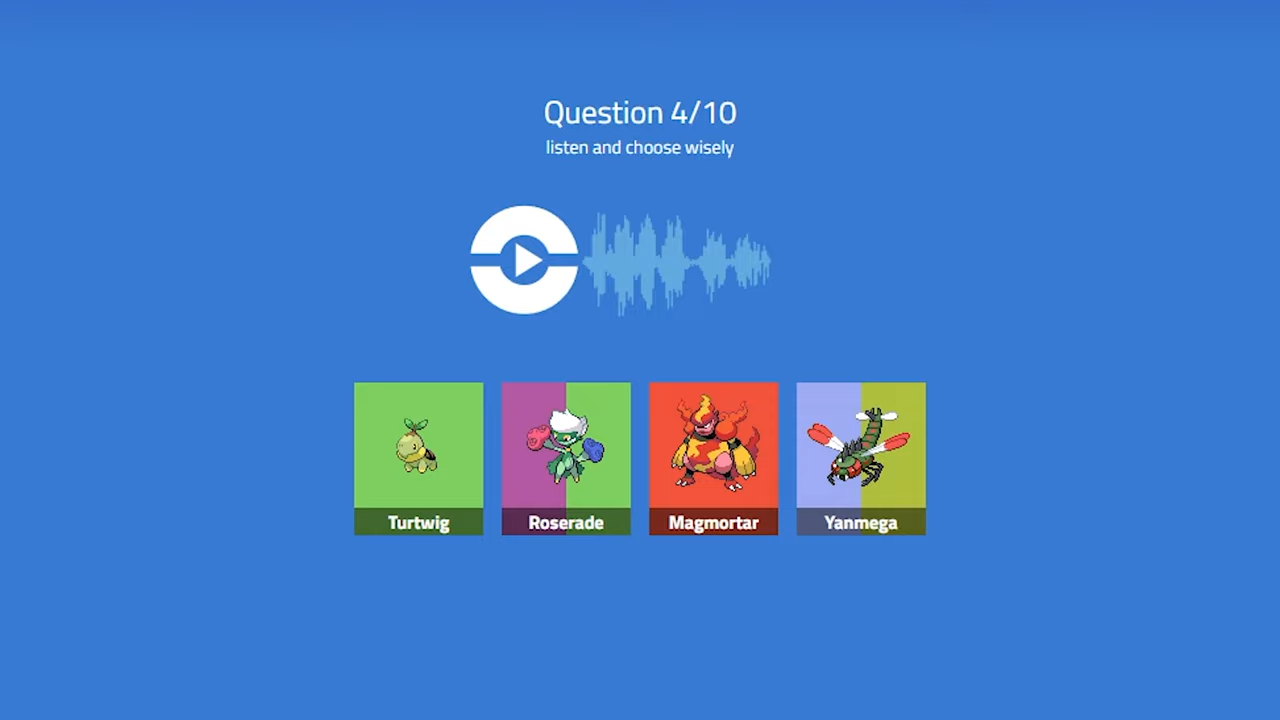 Question 4/10
listen and choose wisely
Turtwig
Roserade
Magmortar
Yanmega